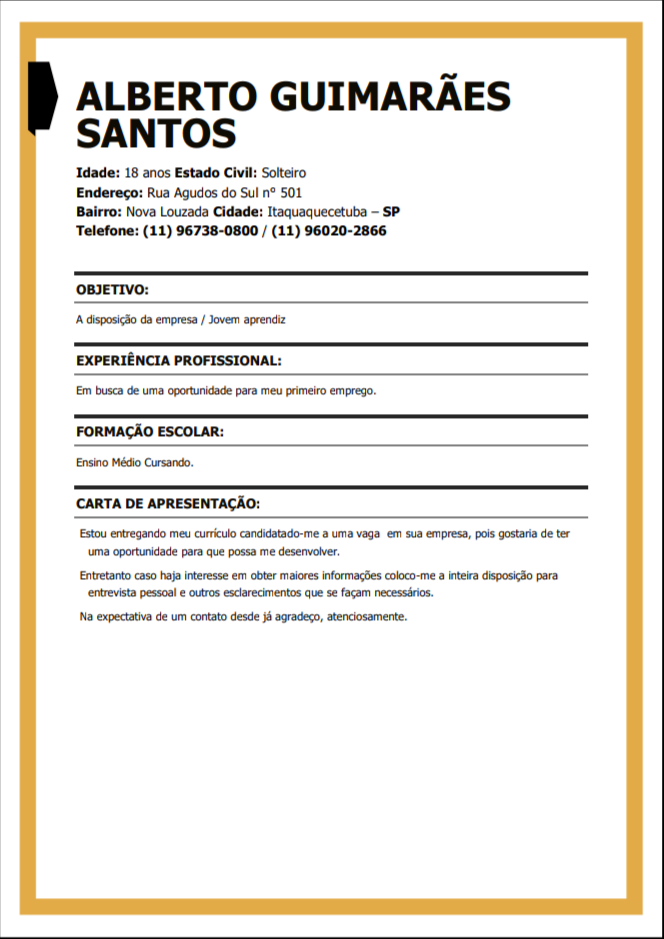 ALBERTO GUIMARÃES
SANTOS
Idade: 18 anos Estado Civil: Solteiro
Endereço: Rua Agudos do Sul n° 501
Bairro: Nova Louzada Cidade: Itaquaquecetuba – SP
Telefone: (11) 96738-0800 / (11) 96020-2866
OBJETIVO:
A disposição da empresa / Jovem aprendiz
EXPERIÊNCIA PROFISSIONAL:
Em busca de uma oportunidade para meu primeiro emprego.
FORMAÇÃO ESCOLAR:
Ensino Médio Cursando.
CARTA DE APRESENTAÇÃO:
Estou entregando meu currículo candidatado-me a uma vaga  em sua empresa, pois gostaria de ter
uma oportunidade para que possa me desenvolver.
Entretanto caso haja interesse em obter maiores informações coloco-me a inteira disposição para
entrevista pessoal e outros esclarecimentos que se façam necessários.
Na expectativa de um contato desde já agradeço, atenciosamente.